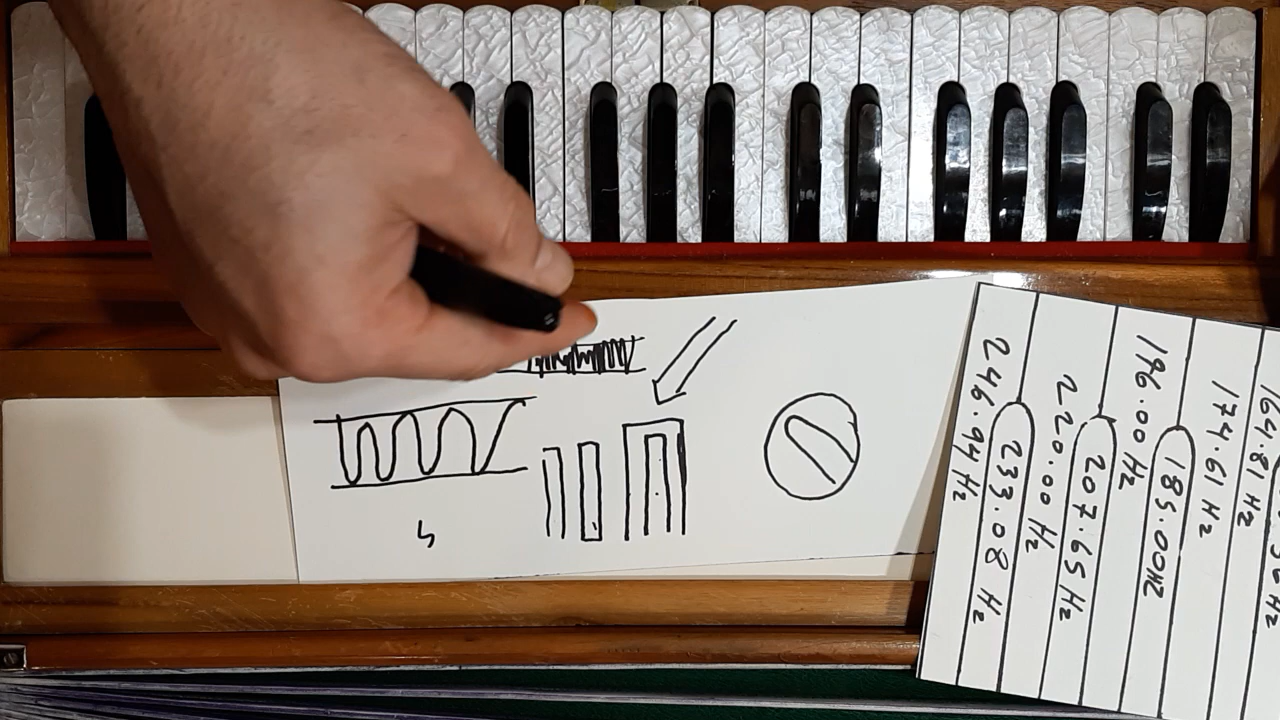 246.94 Hz
233.08 Hz
220.00 Hz
207.65 Hz
196.00 Hz
185.00HZ
174.61 HZ
164.81 Hz